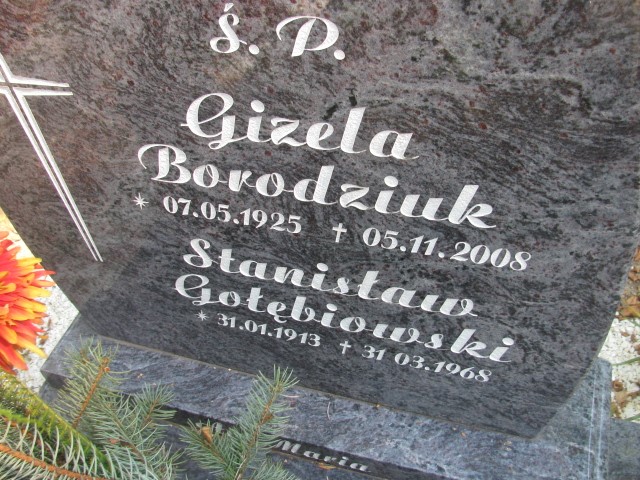 Ś. P.
Gizela
Borodziuk
* 07.05.1925 † 05.11.2008
Stanisław
Gołębiowski
* 31.01.1913 † 31 03.1968
Maria